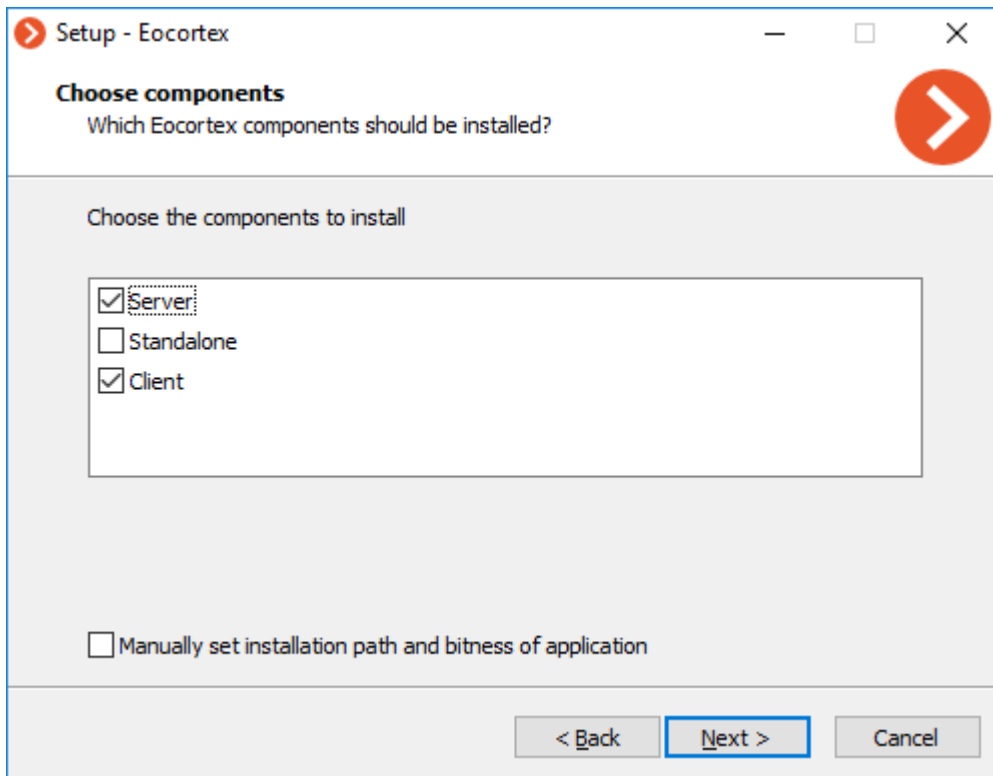 Setup - Eocortex
Choose components
Which Eocortex components should be installed?
Choose the components to install
Server
Standalone
Client
Manually set installation path and bitness of application
< Back
Next >
Cancel